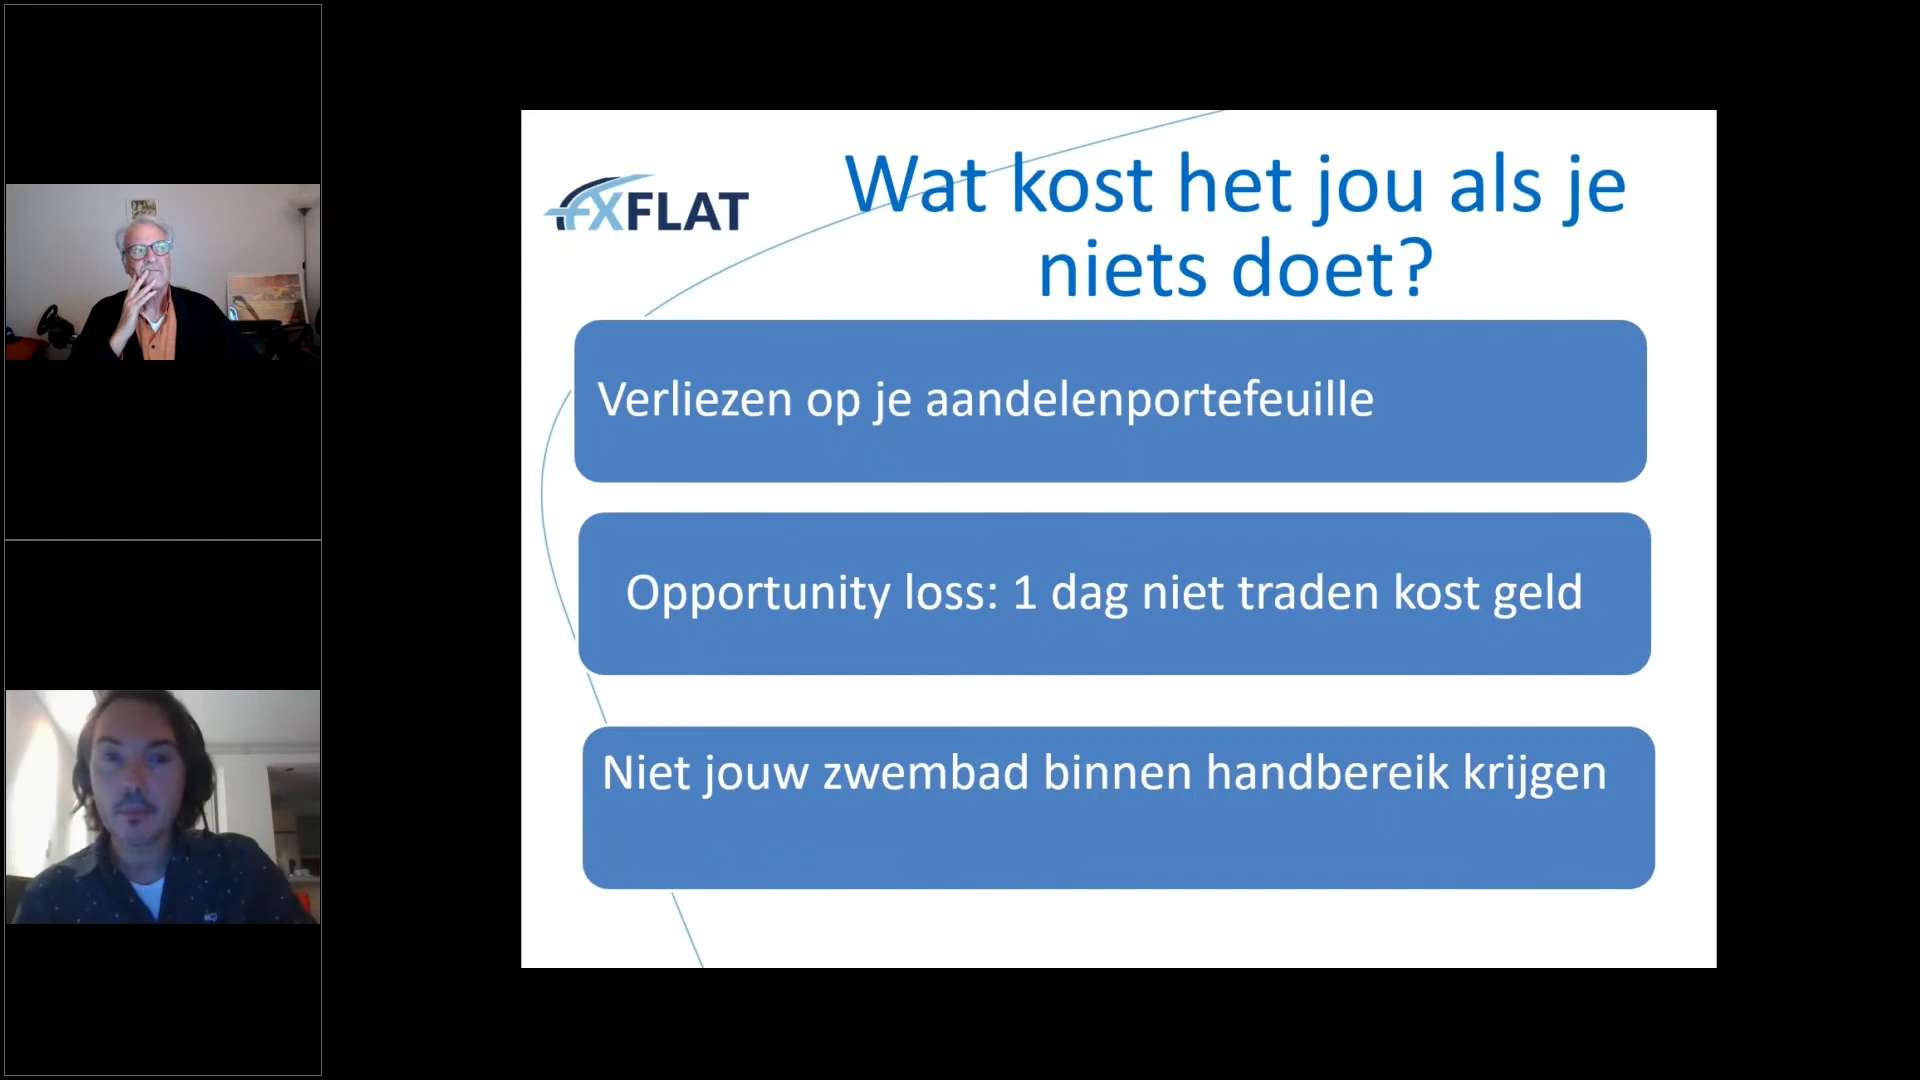 FXFLAT
Wat kost het jou als je
niets doet?
Verliezen op je aandelenportefeuille
Opportunity loss: 1 dag niet traden kost geld
Niet jouw zwembad binnen handbereik krijgen